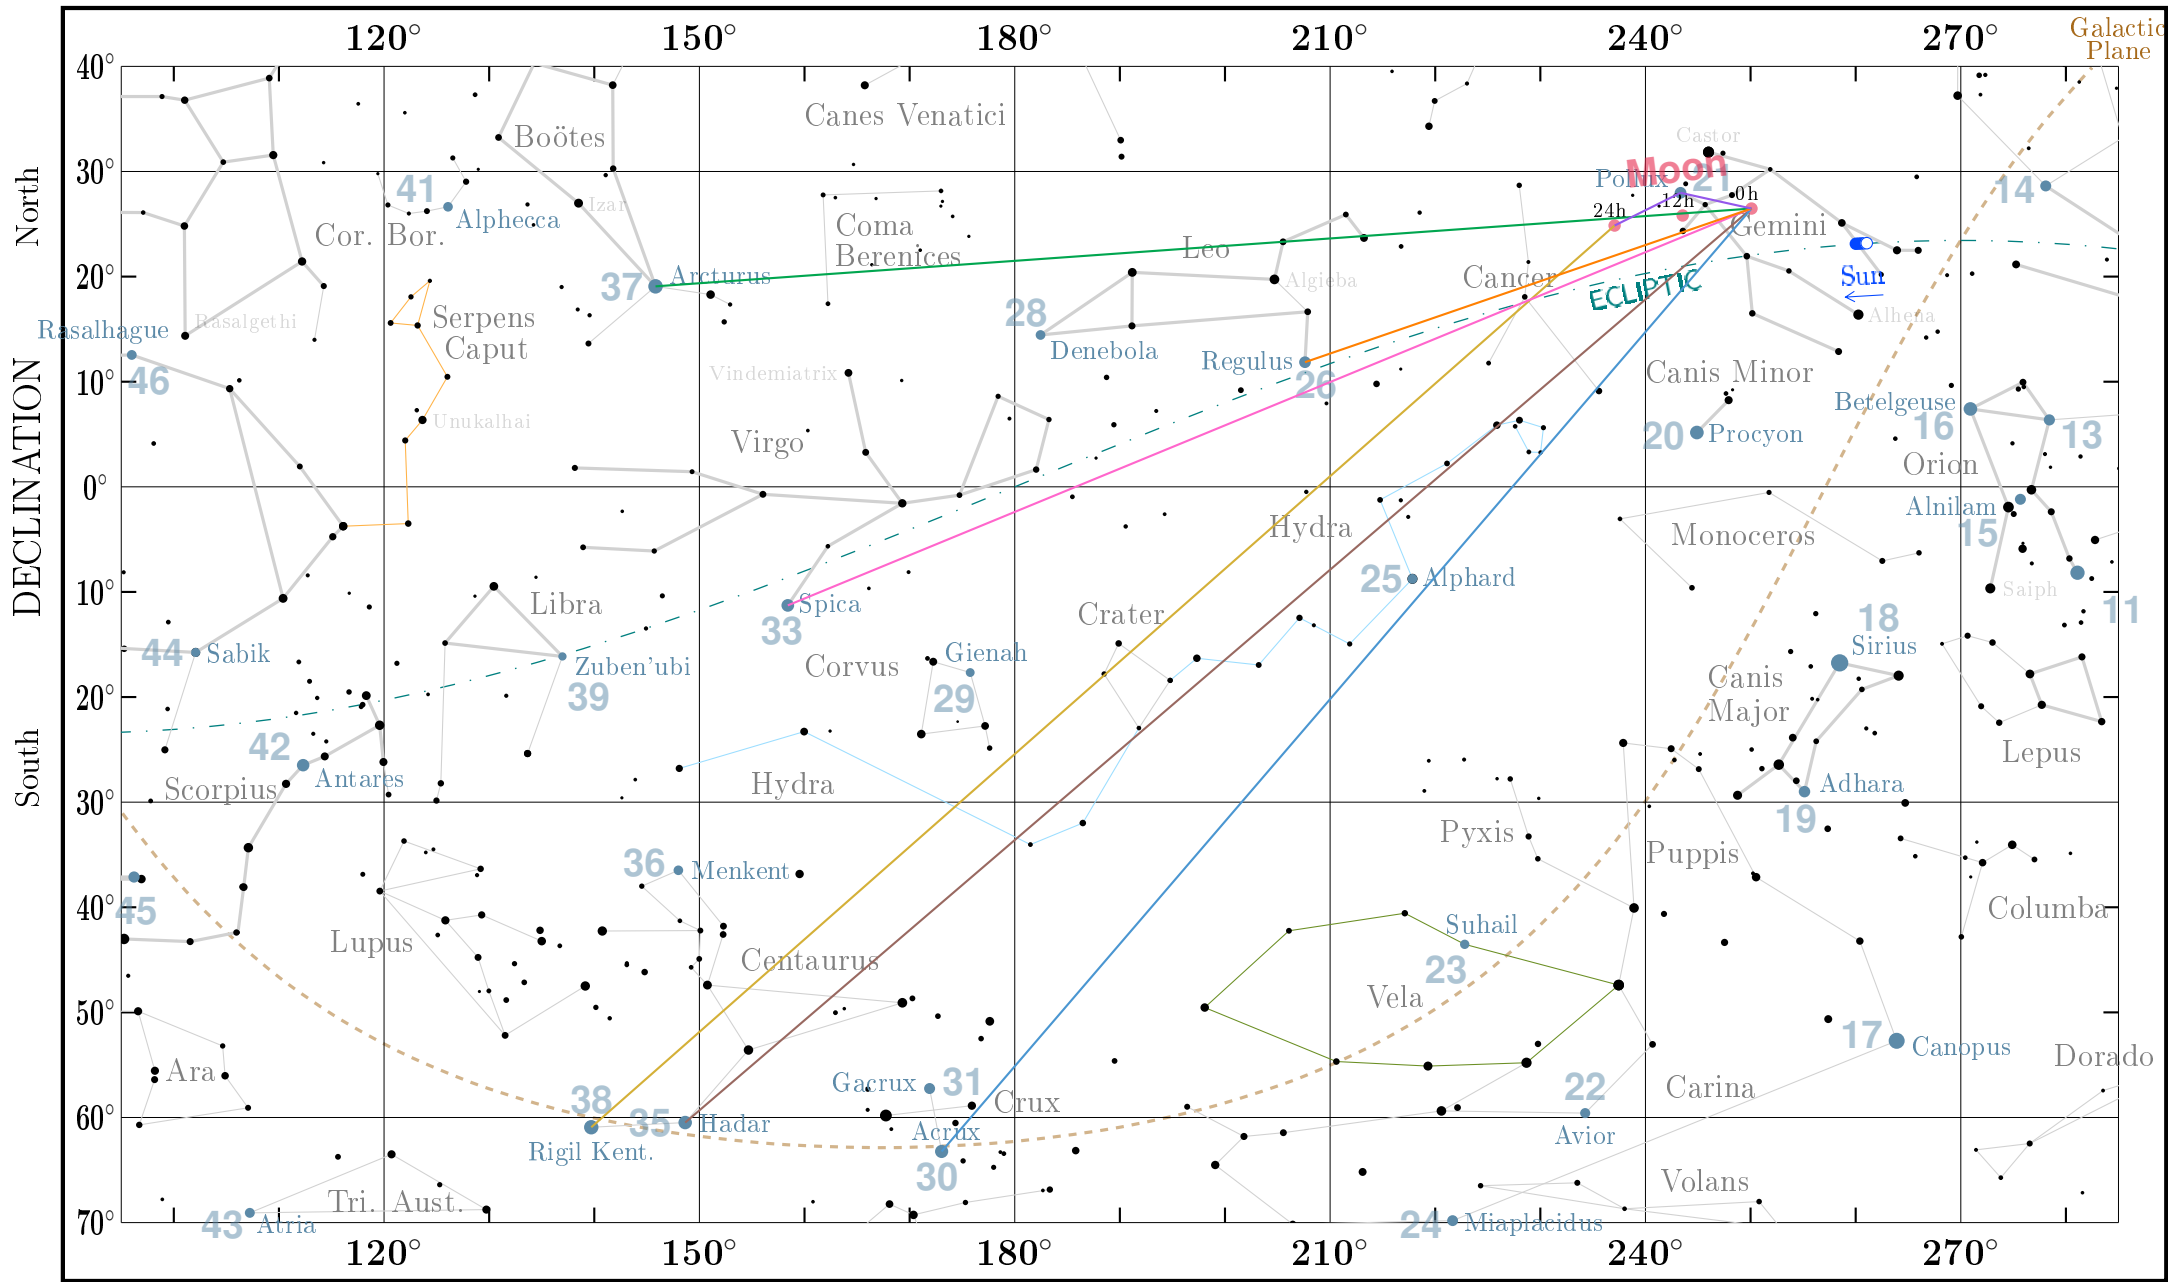 120° 150° 180° 210° 240° 270°
Galactic
Plane
40°
30°
20°
10°
0°
10°
20°
30°
40°
50°
60°
70°
North
DECLINATION
South
Canes Venatici
Boötes
Castor
Moon
Pollux
21
14
41
Alphecca
Izar
0h
12h
24h
Cor. Bor.
Coma
Berenices
Leo
Gemini
37
Arcturus
Algieba
Cancer
ECLIPTIC
Sun
Alhena
Rasalhague
Rasalgethi
46
Serpens
Caput
28
Denebola
Regulus
26
Vindemiatrix
Canis Minor
Betelgeuse
16
13
20
Procyon
Unukalhai
Virgo
Orion
Hydra
Alnilam
15
Monoceros
25
Alphard
Saiph
11
Libra
Spica
33
Crater
18
Sirius
44
Sabik
Zuben'ubi
39
Corvus
Gienah
29
Canis
Major
42
Antares
Scorpius
Hydra
Lepus
Adhara
19
Pyxis
Puppis
36
Menkent
45
Lupus
Centaurus
Suhail
23
Columba
Vela
17
Canopus
Dorado
Ara
38
Rigil Kent.
35
Hadar
Gacrux
31
Crux
Acrux
30
22
Avior
Carina
Volans
Tri. Aust.
43
Atria
24
Miaplacidus
120° 150° 180° 210° 240° 270°